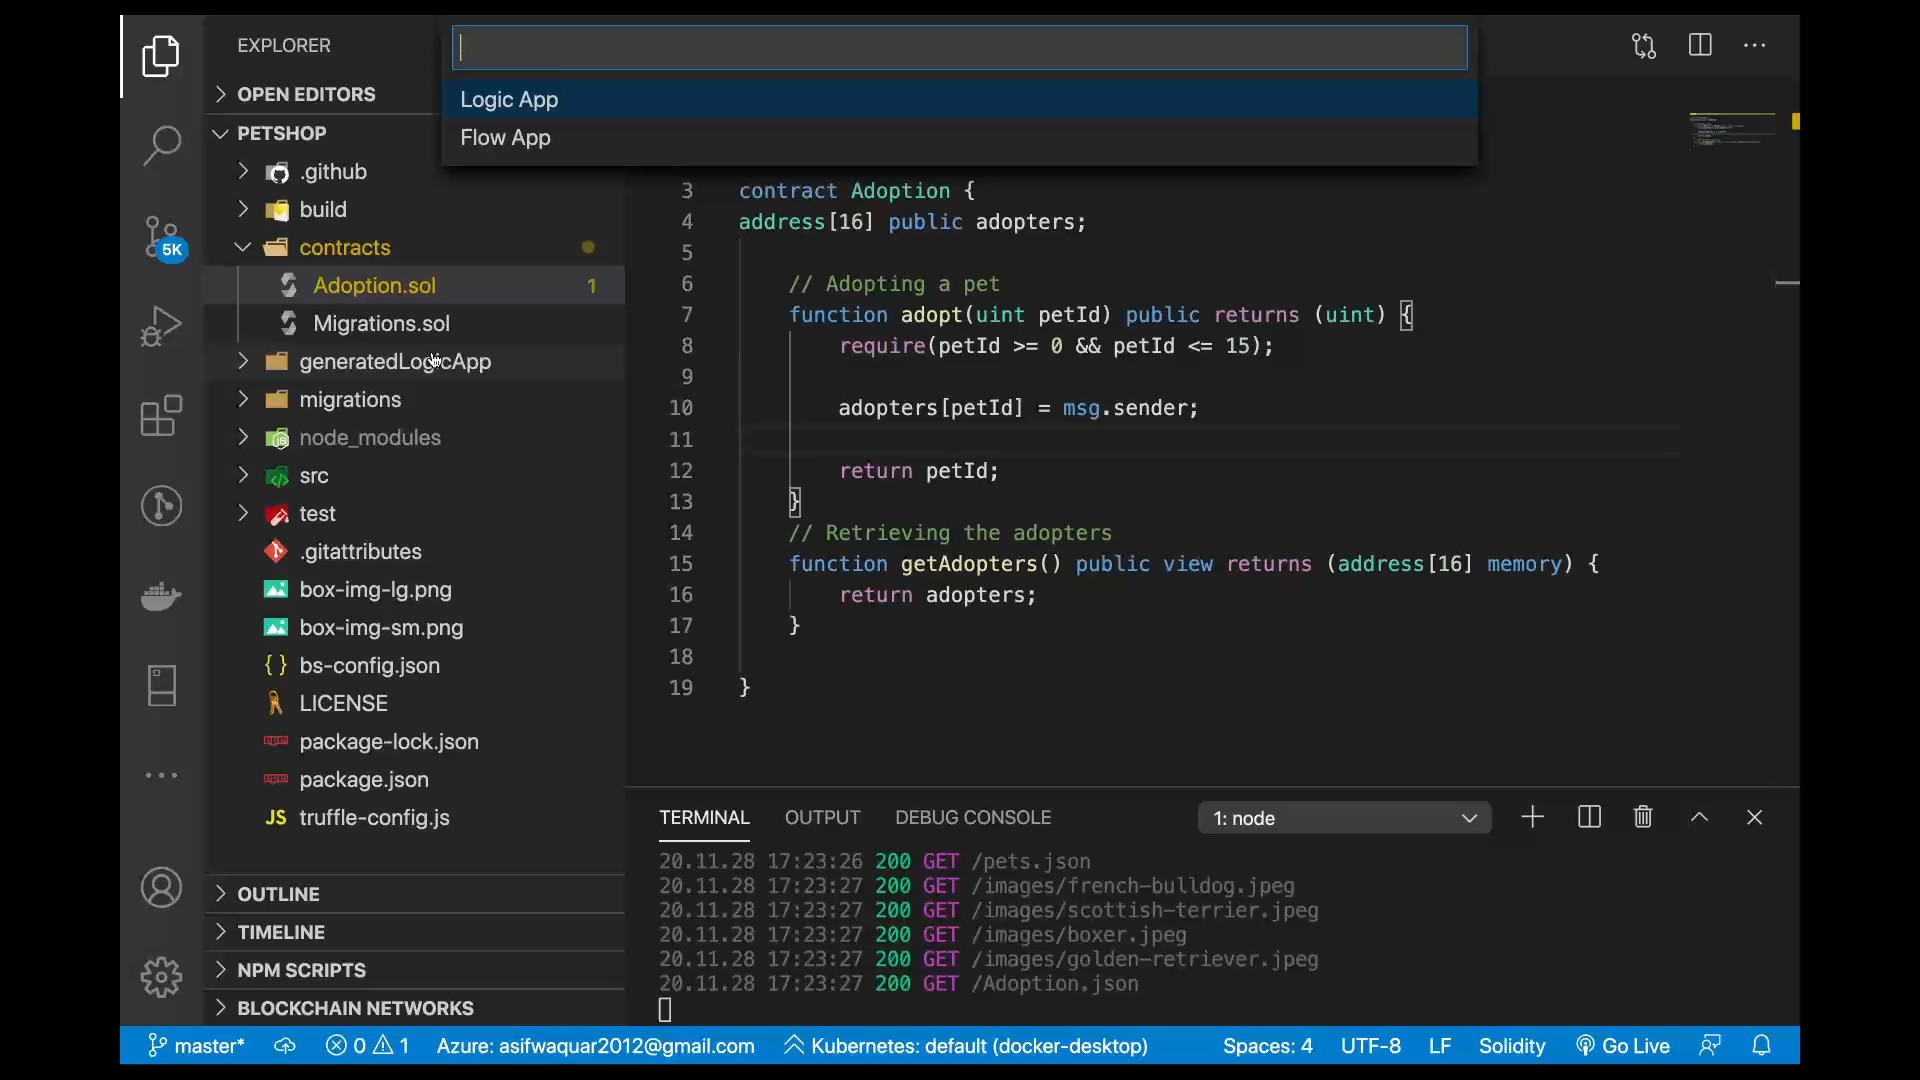 EXPLORER
OPEN EDITORS
PETSHOP
.github
build
contracts
Adoption.sol 1
Migrations.sol
generatedLogicApp
migrations
node_modules
src
test
.gitattributes
box-img-lg.png
box-img-sm.png
{ } bs-config.json
LICENSE
package-lock.json
package.json
JS truffle-config.js
OUTLINE
TIMELINE
NPM SCRIPTS
BLOCKCHAIN NETWORKS
5K
Logic App
Flow App
3 contract Adoption {
4 address[16] public adopters;
5
6 // Adopting a pet
7 function adopt(uint petId) public returns (uint) {
8 require(petId >= 0 && petId <= 15);
9
10 adopters[petId] = msg.sender;
11
12 return petId;
13 }
14 // Retrieving the adopters
15 function getAdopters() public view returns (address[16] memory) {
16 return adopters;
17 }
18
19 }
TERMINAL OUTPUT DEBUG CONSOLE 1: node
20.11.28 17:23:26 200 GET /pets.json
20.11.28 17:23:27 200 GET /images/french-bulldog.jpeg
20.11.28 17:23:27 200 GET /images/scottish-terrier.jpeg
20.11.28 17:23:27 200 GET /images/boxer.jpeg
20.11.28 17:23:27 200 GET /images/golden-retriever.jpeg
20.11.28 17:23:27 200 GET /Adoption.json
master* 0 1 Azure: asifwaquar2012@gmail.com Kubernetes: default (docker-desktop) Spaces: 4 UTF-8 LF Solidity Go Live